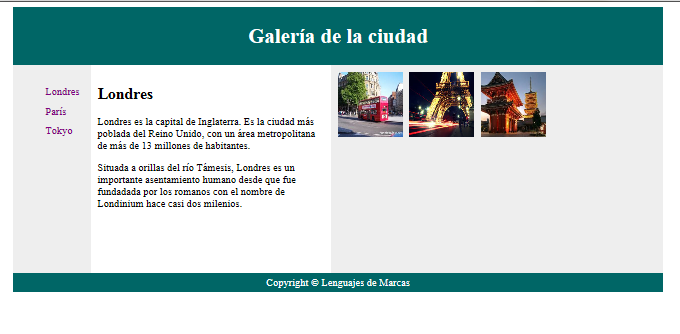 Galería de la ciudad
Londres
París
Tokyo
Londres
Londres es la capital de Inglaterra. Es la ciudad más
poblada del Reino Unido, con un área metropolitana
de más de 13 millones de habitantes.
Situada a orillas del río Támesis, Londres es un
importante asentamiento humano desde que fue
fundadada por los romanos con el nombre de
Londinium hace casi dos milenios.
Copyright © Lenguajes de Marcas